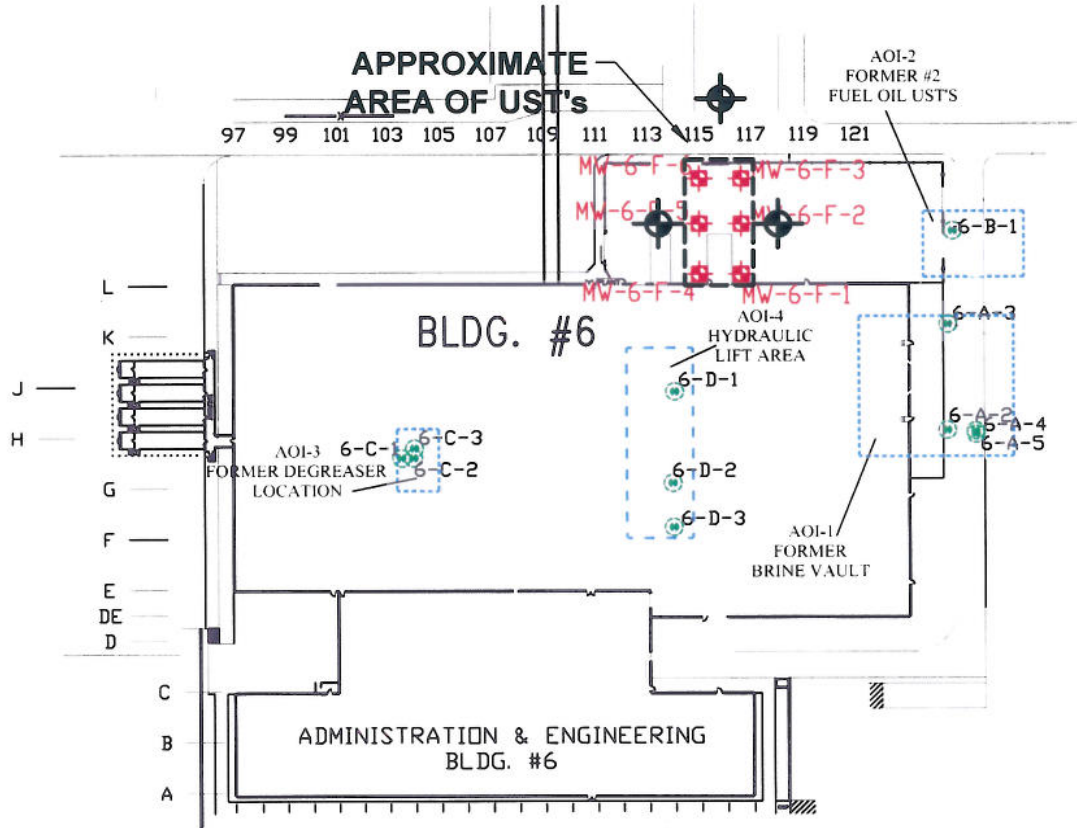 APPROXIMATE
AREA OF UST's
AOI-2
FORMER #2
FUEL OIL UST'S
97 99 101 103 105 107 109 111 113 115 117 119 121
MW-6-F-3
MW-6-F-5
MW-6-F-2
6-B-1
MW-6-F-4
MW-6-F-1
L
K
J
H
G
F
E
DE
D
C
B
A
BLDG. #6
AOI-4
HYDRAULIC
LIFT AREA
6-A-3
6-D-1
6-A-2
6-A-4
6-A-5
6-C-1
6-C-3
6-C-2
AOI-3
FORMER DEGREASER
LOCATION
6-D-2
6-D-3
AOI-1
FORMER
BRINE VAULT
ADMINISTRATION & ENGINEERING
BLDG. #6